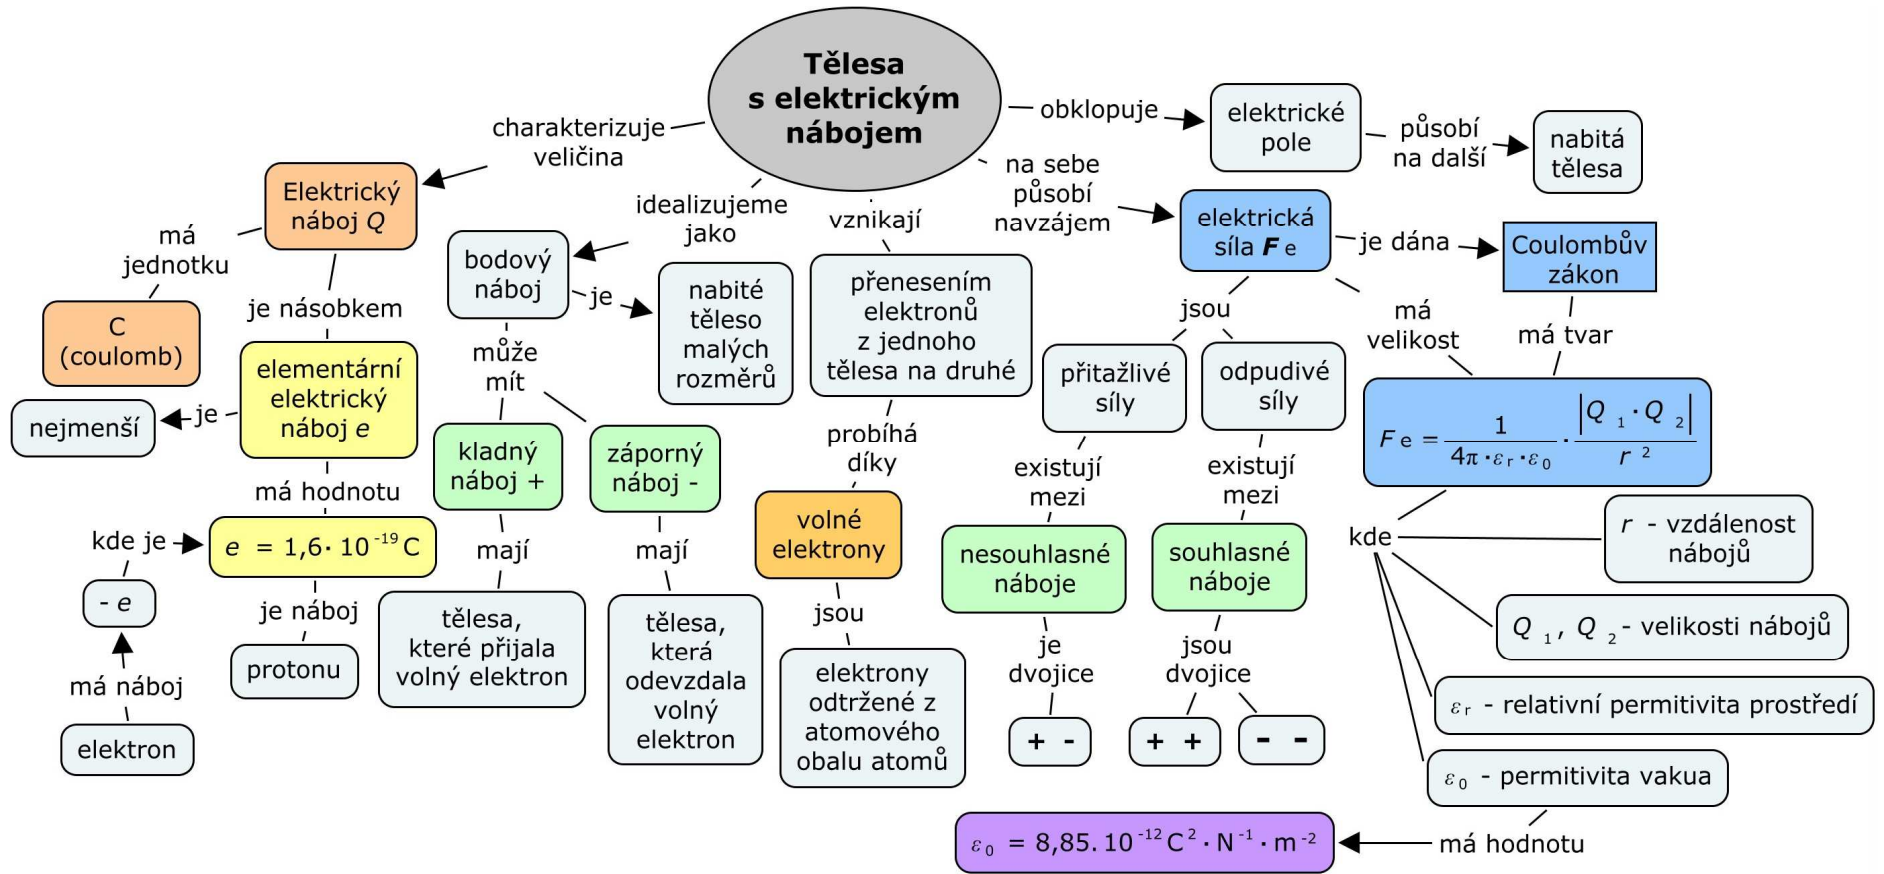 Tělesa
s elektrickým
nábojem
charakterizuje
veličina
Elektrický
náboj Q
má
jednotku
C
(coulomb)
je násobkem
elementární
elektrický
náboj e
je
nejmenší
má hodnotu
e = 1,6· 10⁻¹⁹ C
kde je
- e
má náboj
elektron
je náboj
protonu
idealizujeme
jako
bodový
náboj
je
nabité
těleso
malých
rozměrů
může
mít
kladný
náboj +
mají
tělesa,
které přijala
volný elektron
záporný
náboj -
mají
tělesa,
která
odevzdala
volný
elektron
vznikají
přenesením
elektronů
z jednoho
tělesa na druhé
probíhá
díky
volné
elektrony
jsou
elektrony
odtržené z
atomového
obalu atomů
na sebe
působí
navzájem
elektrická
síla F e
jsou
přitažlivé
síly
existují
mezi
nesouhlasné
náboje
je
dvojice
+ -
odpudivé
síly
existují
mezi
souhlasné
náboje
jsou
dvojice
+ +
- -
obklopuje
elektrické
pole
působí
na další
nabitá
tělesa
je dána
Coulombův
zákon
má tvar
má
velikost
F e = 1 / (4π · ε r · ε 0) · |Q 1 · Q 2| / r ²
kde
r - vzdálenost
nábojů
Q 1 , Q 2 - velikosti nábojů
ε r - relativní permitivita prostředí
ε 0 - permitivita vakua
má hodnotu
ε 0 = 8,85. 10⁻¹² C² · N⁻¹ · m⁻²